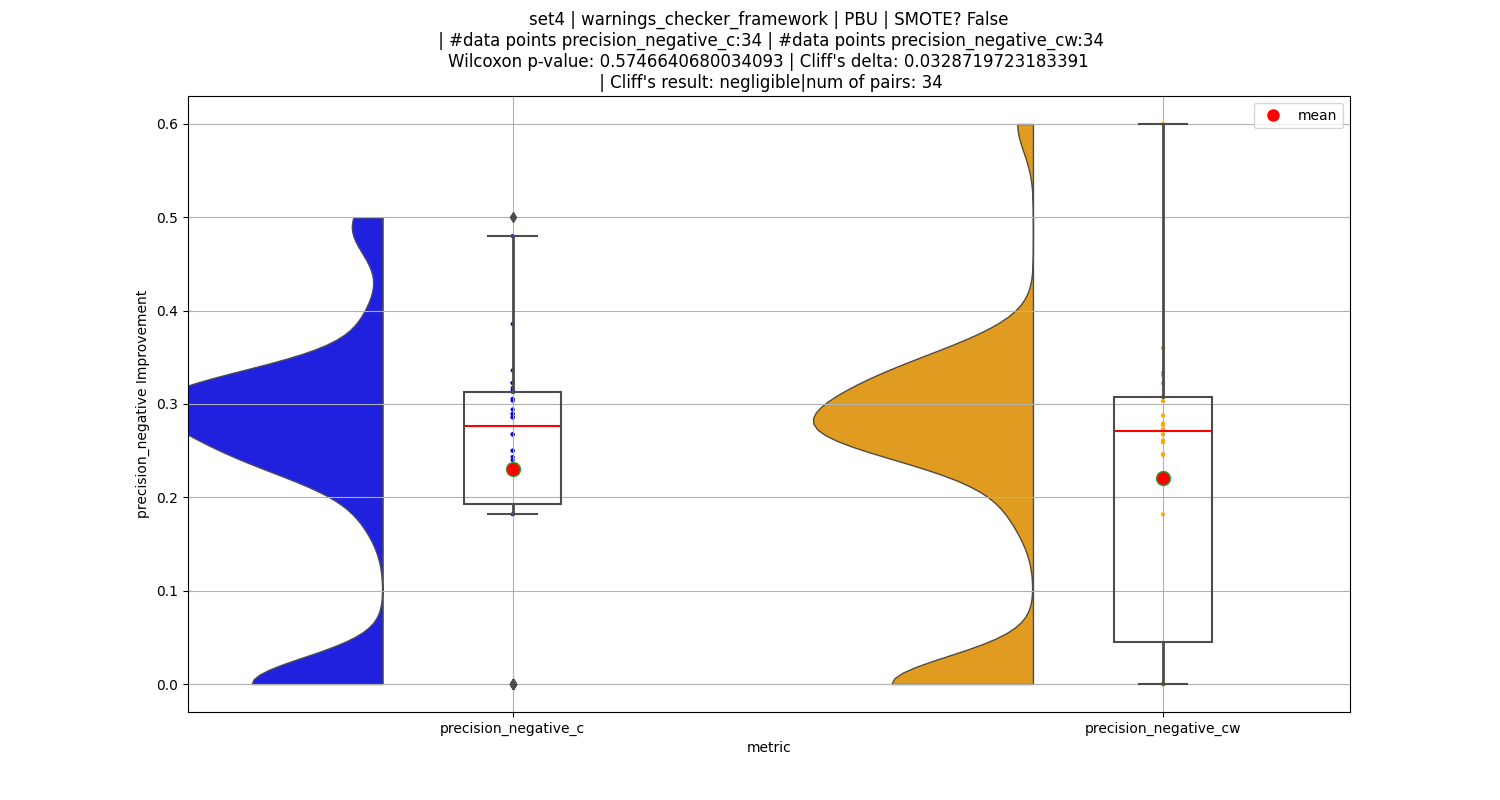 set4 | warnings_checker_framework | PBU | SMOTE? False
| #data points precision_negative_c:34 | #data points precision_negative_cw:34
Wilcoxon p-value: 0.5746640680034093 | Cliff's delta: 0.0328719723183391
| Cliff's result: negligible|num of pairs: 34
mean
0.6
0.5
0.4
0.3
0.2
0.1
0.0
precision_negative Improvement
precision_negative_c
precision_negative_cw
metric